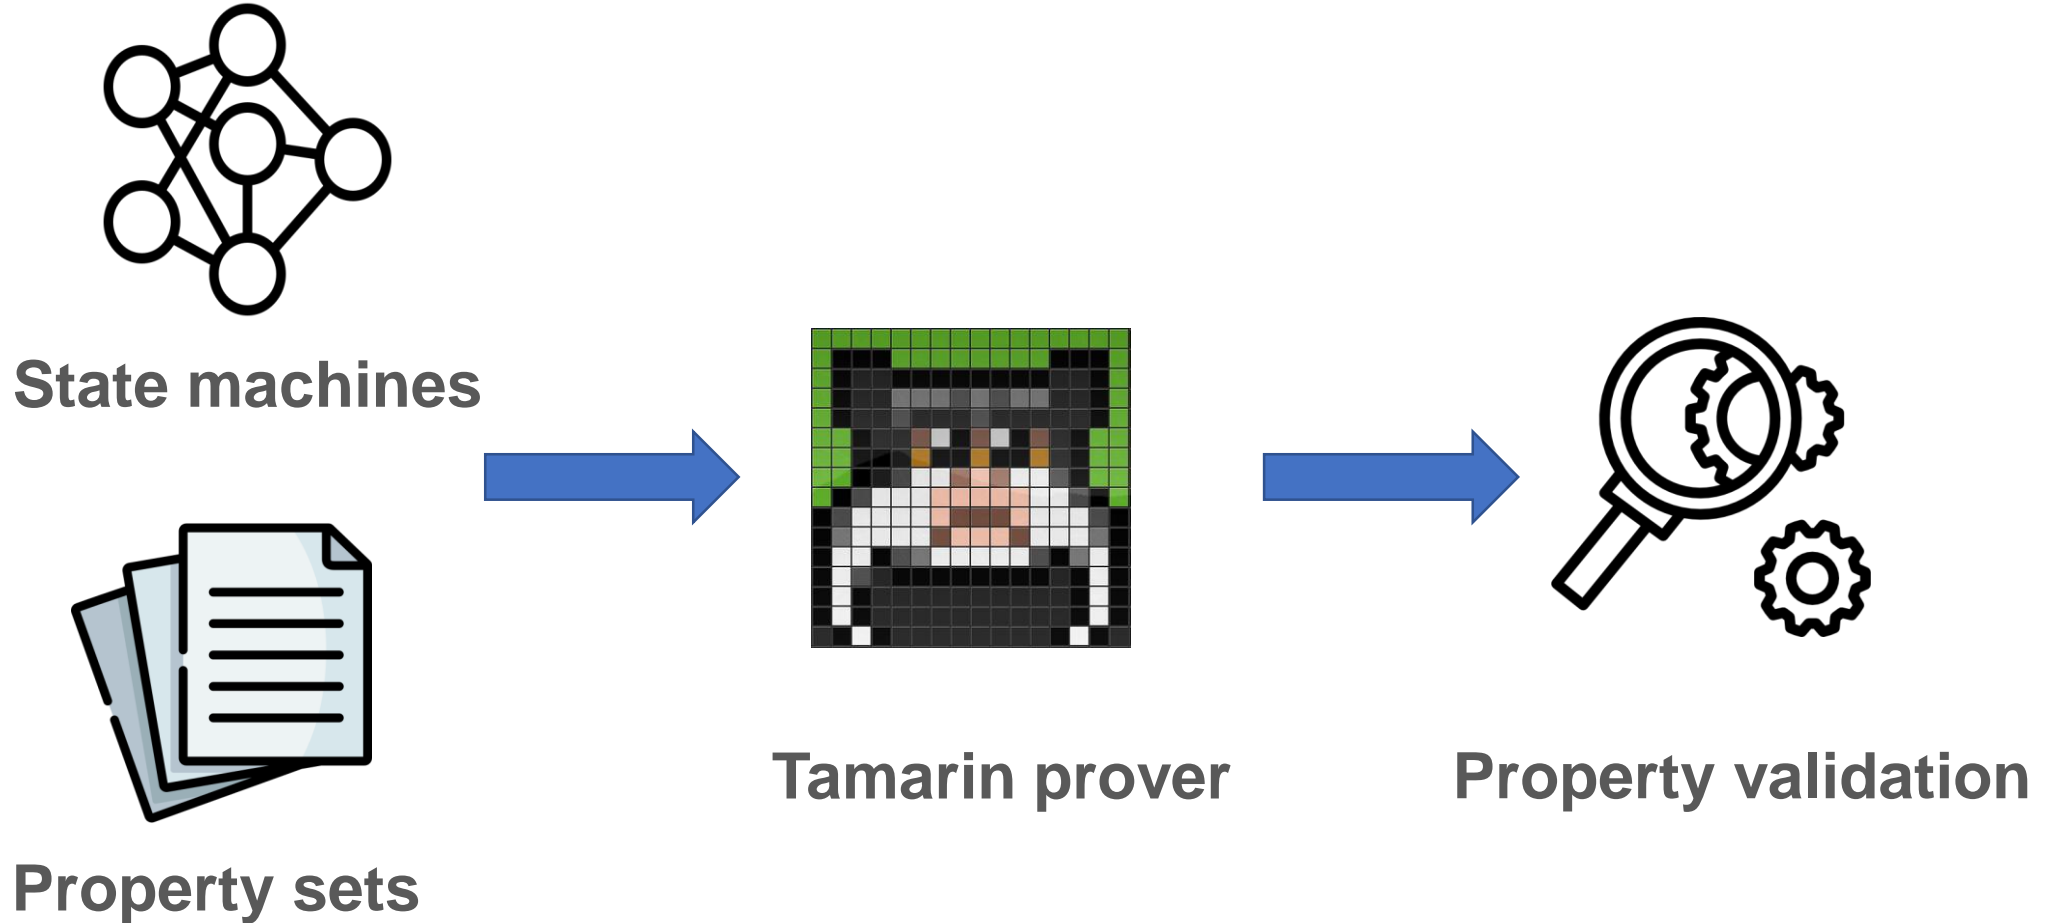 State machines
Property sets
Tamarin prover
Property validation